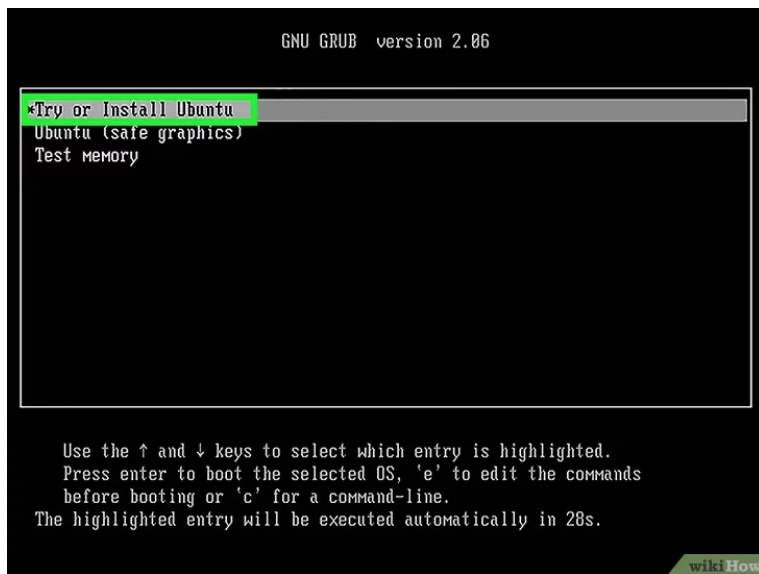 GNU GRUB version 2.06
*Try or Install Ubuntu
Ubuntu (safe graphics)
Test memory
Use the ↑ and ↓ keys to select which entry is highlighted.
Press enter to boot the selected OS, `e' to edit the commands
before booting or `c' for a command-line.
The highlighted entry will be executed automatically in 28s.
wikiHow